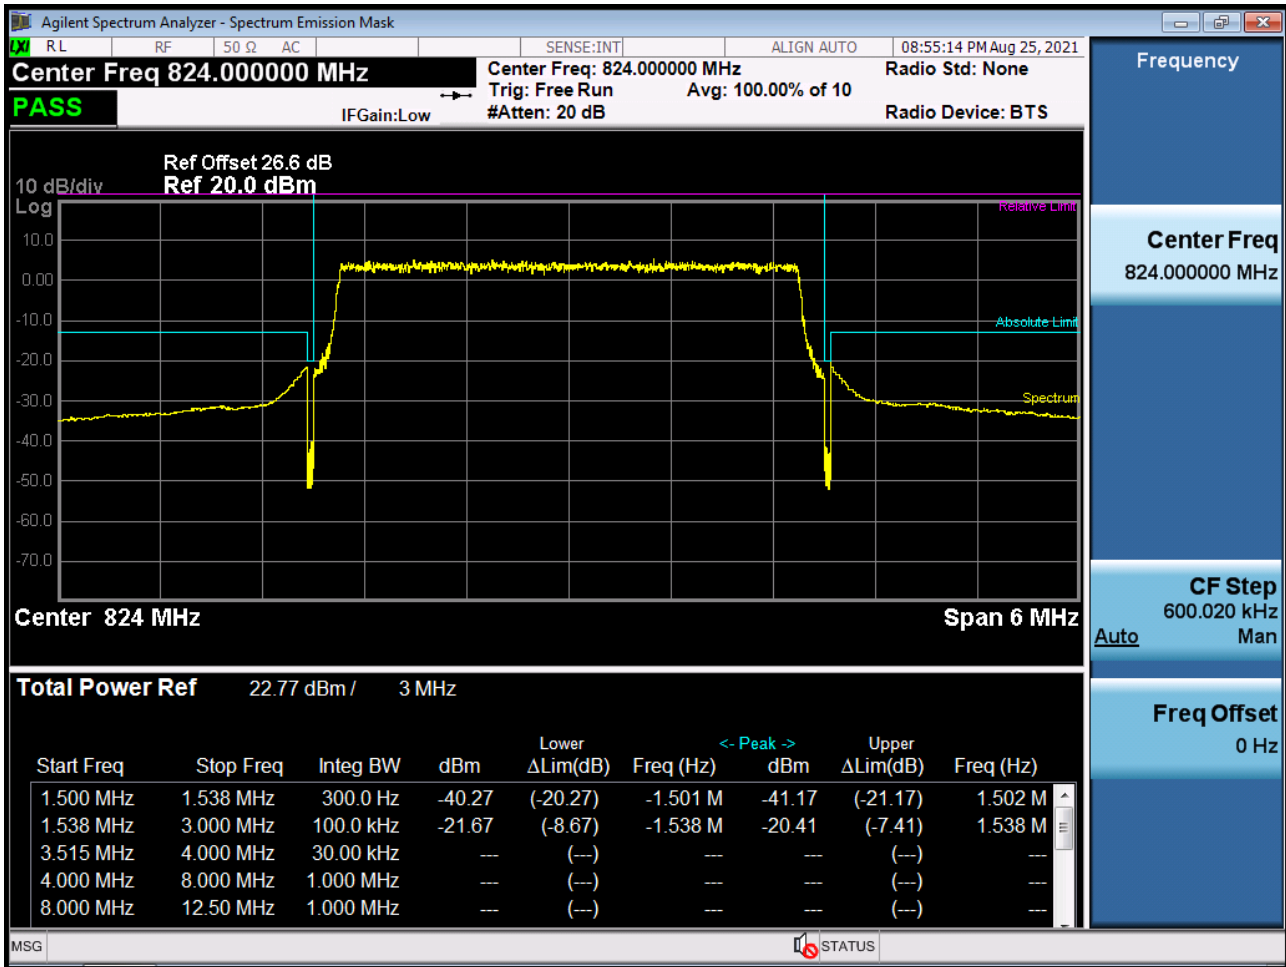 Agilent Spectrum Analyzer - Spectrum Emission Mask
LXI RL RF 50 Ω AC SENSE:INT ALIGN AUTO 08:55:14 PM Aug 25, 2021
Center Freq 824.000000 MHz
PASS
IFGain:Low
Center Freq: 824.000000 MHz
Trig: Free Run Avg: 100.00% of 10
#Atten: 20 dB
Radio Std: None
Radio Device: BTS
Ref Offset 26.6 dB
10 dB/div Ref 20.0 dBm
Log
Relative Limit
10.0
0.00
-10.0
Absolute Limit
-20.0
-30.0
Spectrum
-40.0
-50.0
-60.0
-70.0
Center 824 MHz Span 6 MHz
Total Power Ref 22.77 dBm / 3 MHz
Lower <- Peak -> Upper
Start Freq Stop Freq Integ BW dBm ΔLim(dB) Freq (Hz) dBm ΔLim(dB) Freq (Hz)
1.500 MHz 1.538 MHz 300.0 Hz -40.27 (-20.27) -1.501 M -41.17 (-21.17) 1.502 M
1.538 MHz 3.000 MHz 100.0 kHz -21.67 (-8.67) -1.538 M -20.41 (-7.41) 1.538 M
3.515 MHz 4.000 MHz 30.00 kHz --- (---) --- --- (---) ---
4.000 MHz 8.000 MHz 1.000 MHz --- (---) --- --- (---) ---
8.000 MHz 12.50 MHz 1.000 MHz --- (---) --- --- (---) ---
MSG STATUS
Frequency
Center Freq
824.000000 MHz
CF Step
600.020 kHz
Auto Man
Freq Offset
0 Hz